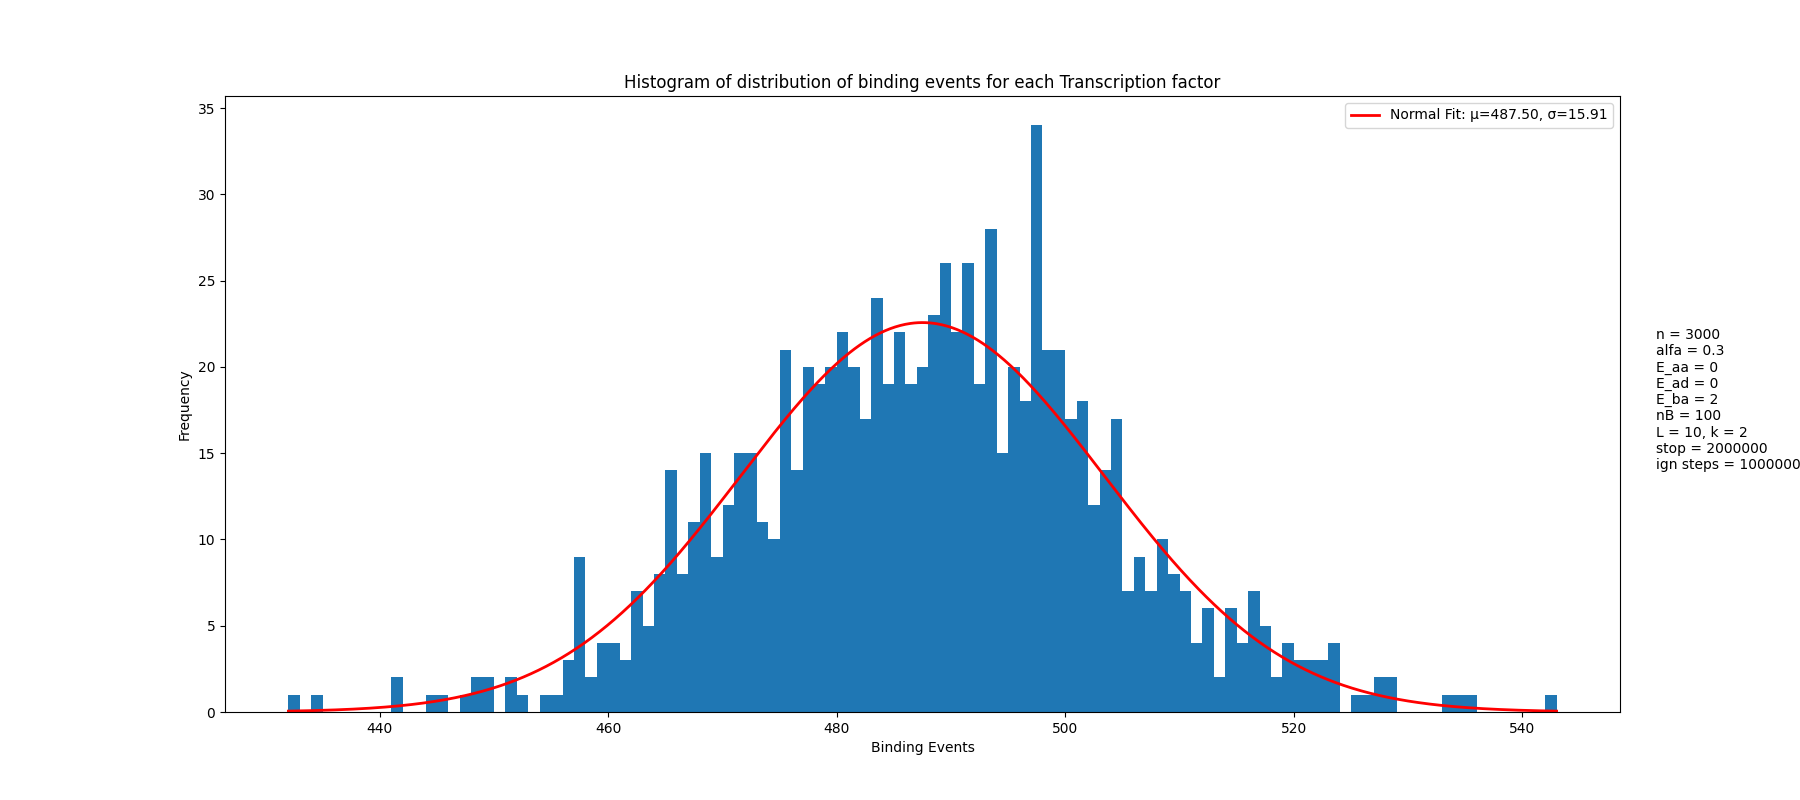 Histogram of distribution of binding events for each Transcription factor
35
30
25
20
15
10
5
0
Frequency
Normal Fit: μ=487.50, σ=15.91
440
460
480
500
520
540
Binding Events
n = 3000
alfa = 0.3
E_aa = 0
E_ad = 0
E_ba = 2
nB = 100
L = 10, k = 2
stop = 2000000
ign steps = 1000000